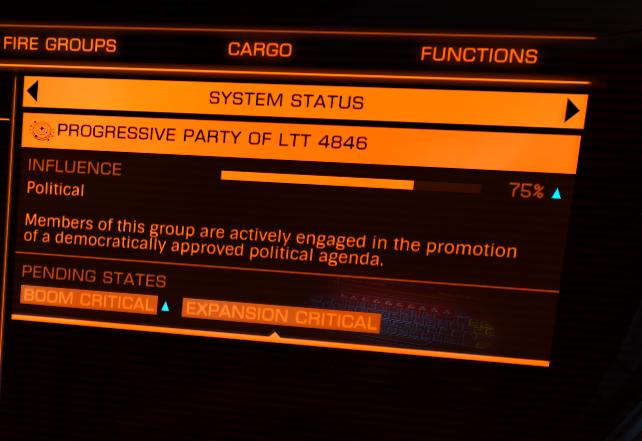 FIRE GROUPS CARGO FUNCTIONS
SYSTEM STATUS
PROGRESSIVE PARTY OF LTT 4846
INFLUENCE 75%
Political
Members of this group are actively engaged in the promotion
of a democratically approved political agenda.
PENDING STATES
BOOM CRITICAL EXPANSION CRITICAL